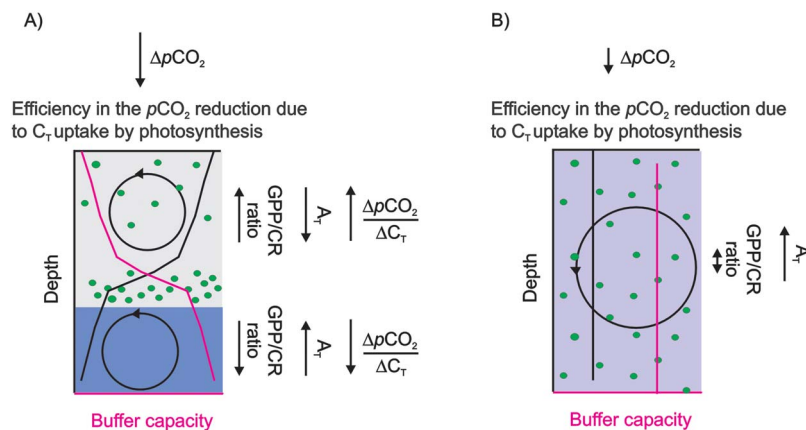 A)
ΔpCO₂
Efficiency in the pCO₂ reduction due
to C_T uptake by photosynthesis
Depth
GPP/CR
ratio
A_T
ΔpCO₂
ΔC_T
GPP/CR
ratio
A_T
ΔpCO₂
ΔC_T
Buffer capacity
B)
ΔpCO₂
Efficiency in the pCO₂ reduction due
to C_T uptake by photosynthesis
Depth
GPP/CR
ratio
A_T
Buffer capacity